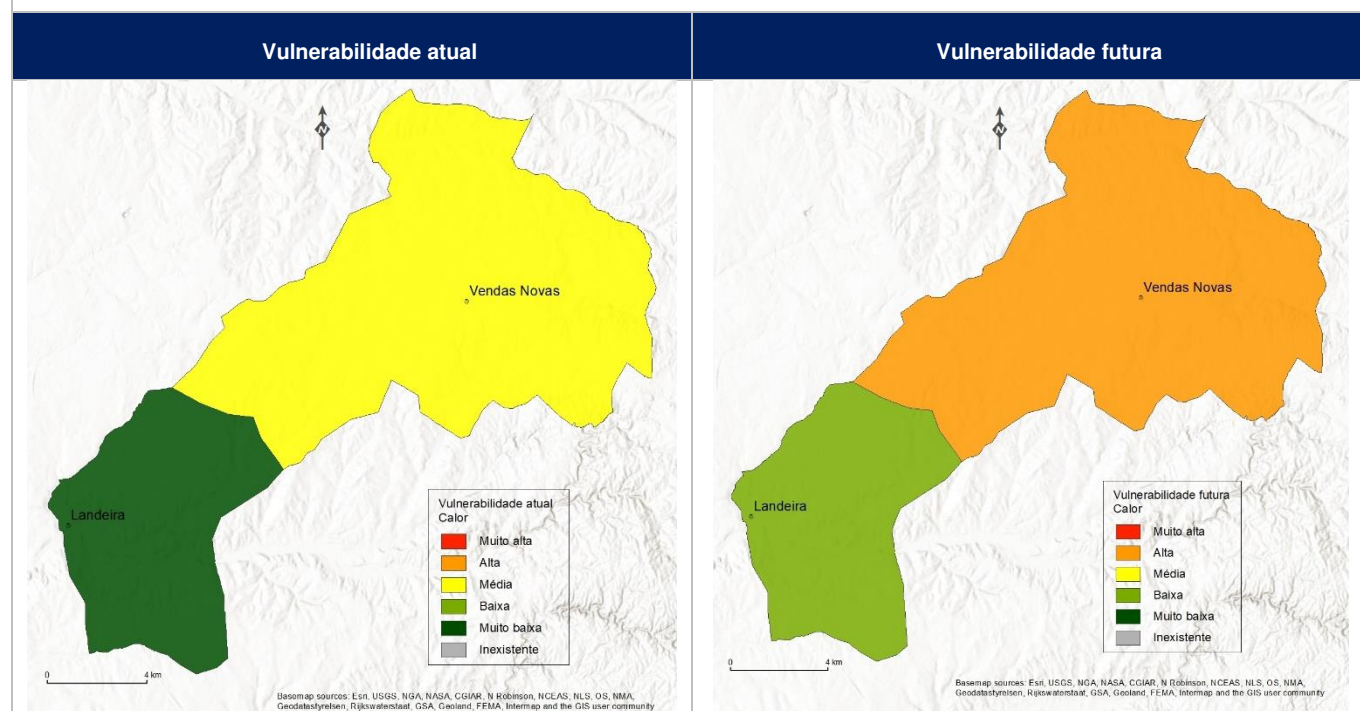 Vulnerabilidade atual
Vulnerabilidade futura
N
Vendas Novas
Landeira
Vulnerabilidade atual
Calor
Muito alta
Alta
Média
Baixa
Muito baixa
Inexistente
0 4 km
Basemap sources: Esri, USGS, NGA, NASA, CGIAR, N Robinson, NCEAS, NLS, OS, NMA,
Geodatastyrelsen, Rijkswaterstaat, GSA, Geoland, FEMA, Intermap and the GIS user community
N
Vendas Novas
Landeira
Vulnerabilidade futura
Calor
Muito alta
Alta
Média
Baixa
Muito baixa
Inexistente
0 4 km
Basemap sources: Esri, USGS, NGA, NASA, CGIAR, N Robinson, NCEAS, NLS, OS, NMA,
Geodatastyrelsen, Rijkswaterstaat, GSA, Geoland, FEMA, Intermap and the GIS user community